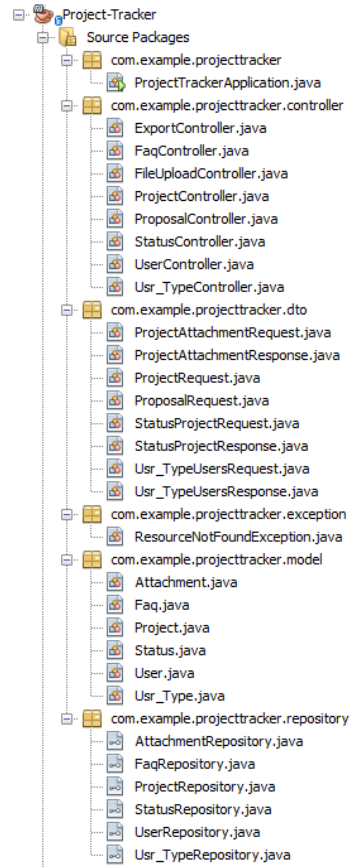 Project-Tracker
Source Packages
com.example.projecttracker
ProjectTrackerApplication.java
com.example.projecttracker.controller
ExportController.java
FaqController.java
FileUploadController.java
ProjectController.java
ProposalController.java
StatusController.java
UserController.java
Usr_TypeController.java
com.example.projecttracker.dto
ProjectAttachmentRequest.java
ProjectAttachmentResponse.java
ProjectRequest.java
ProposalRequest.java
StatusProjectRequest.java
StatusProjectResponse.java
Usr_TypeUsersRequest.java
Usr_TypeUsersResponse.java
com.example.projecttracker.exception
ResourceNotFoundException.java
com.example.projecttracker.model
Attachment.java
Faq.java
Project.java
Status.java
User.java
Usr_Type.java
com.example.projecttracker.repository
AttachmentRepository.java
FaqRepository.java
ProjectRepository.java
StatusRepository.java
UserRepository.java
Usr_TypeRepository.java